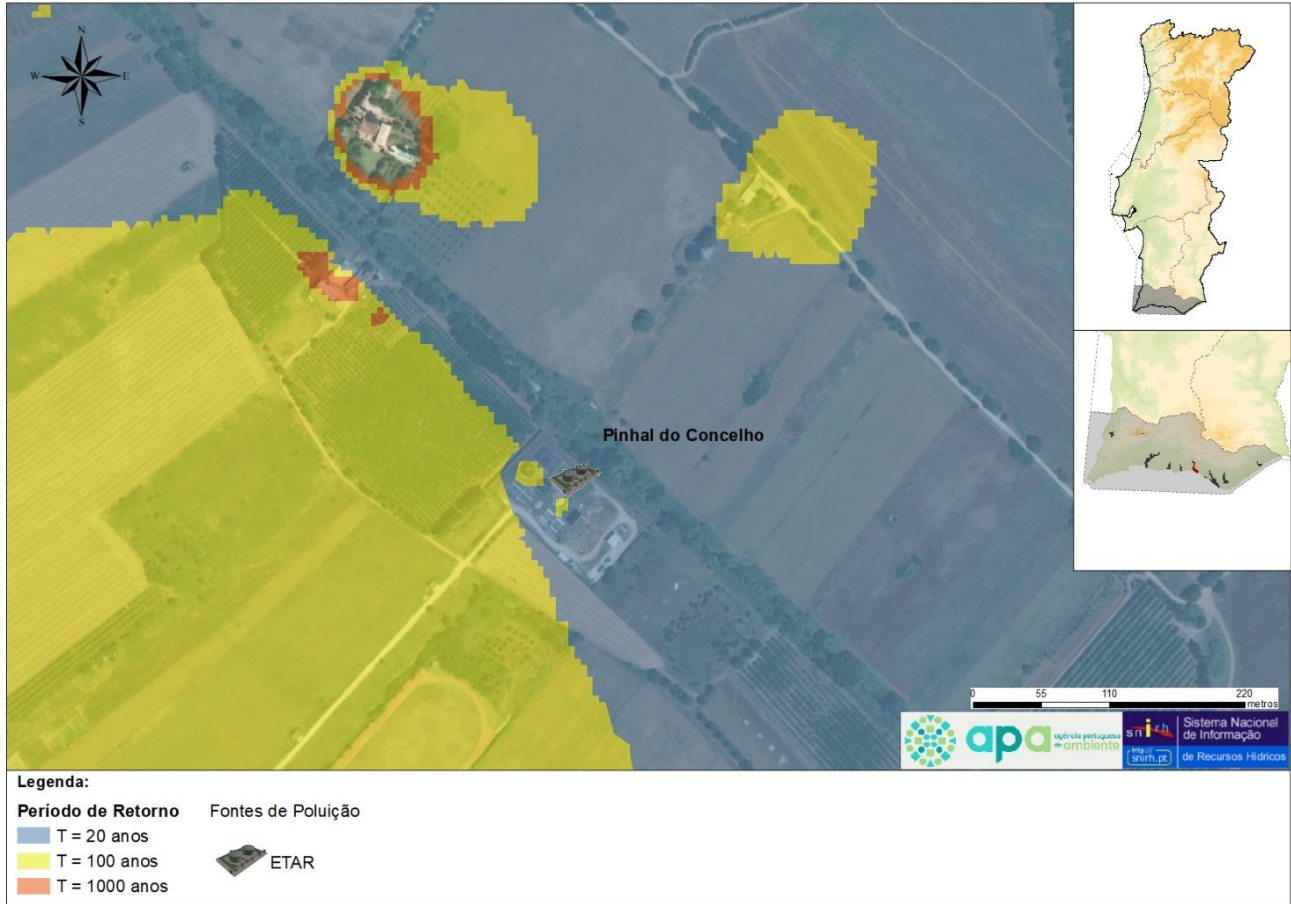 N
W
E
S
Pinhal do Concelho
0 55 110 220
metros
apa agência portuguesa do ambiente
snirh
http://
snirh.pt
Sistema Nacional
de Informação
de Recursos Hídricos
Legenda:
Período de Retorno
T = 20 anos
T = 100 anos
T = 1000 anos
Fontes de Poluição
ETAR